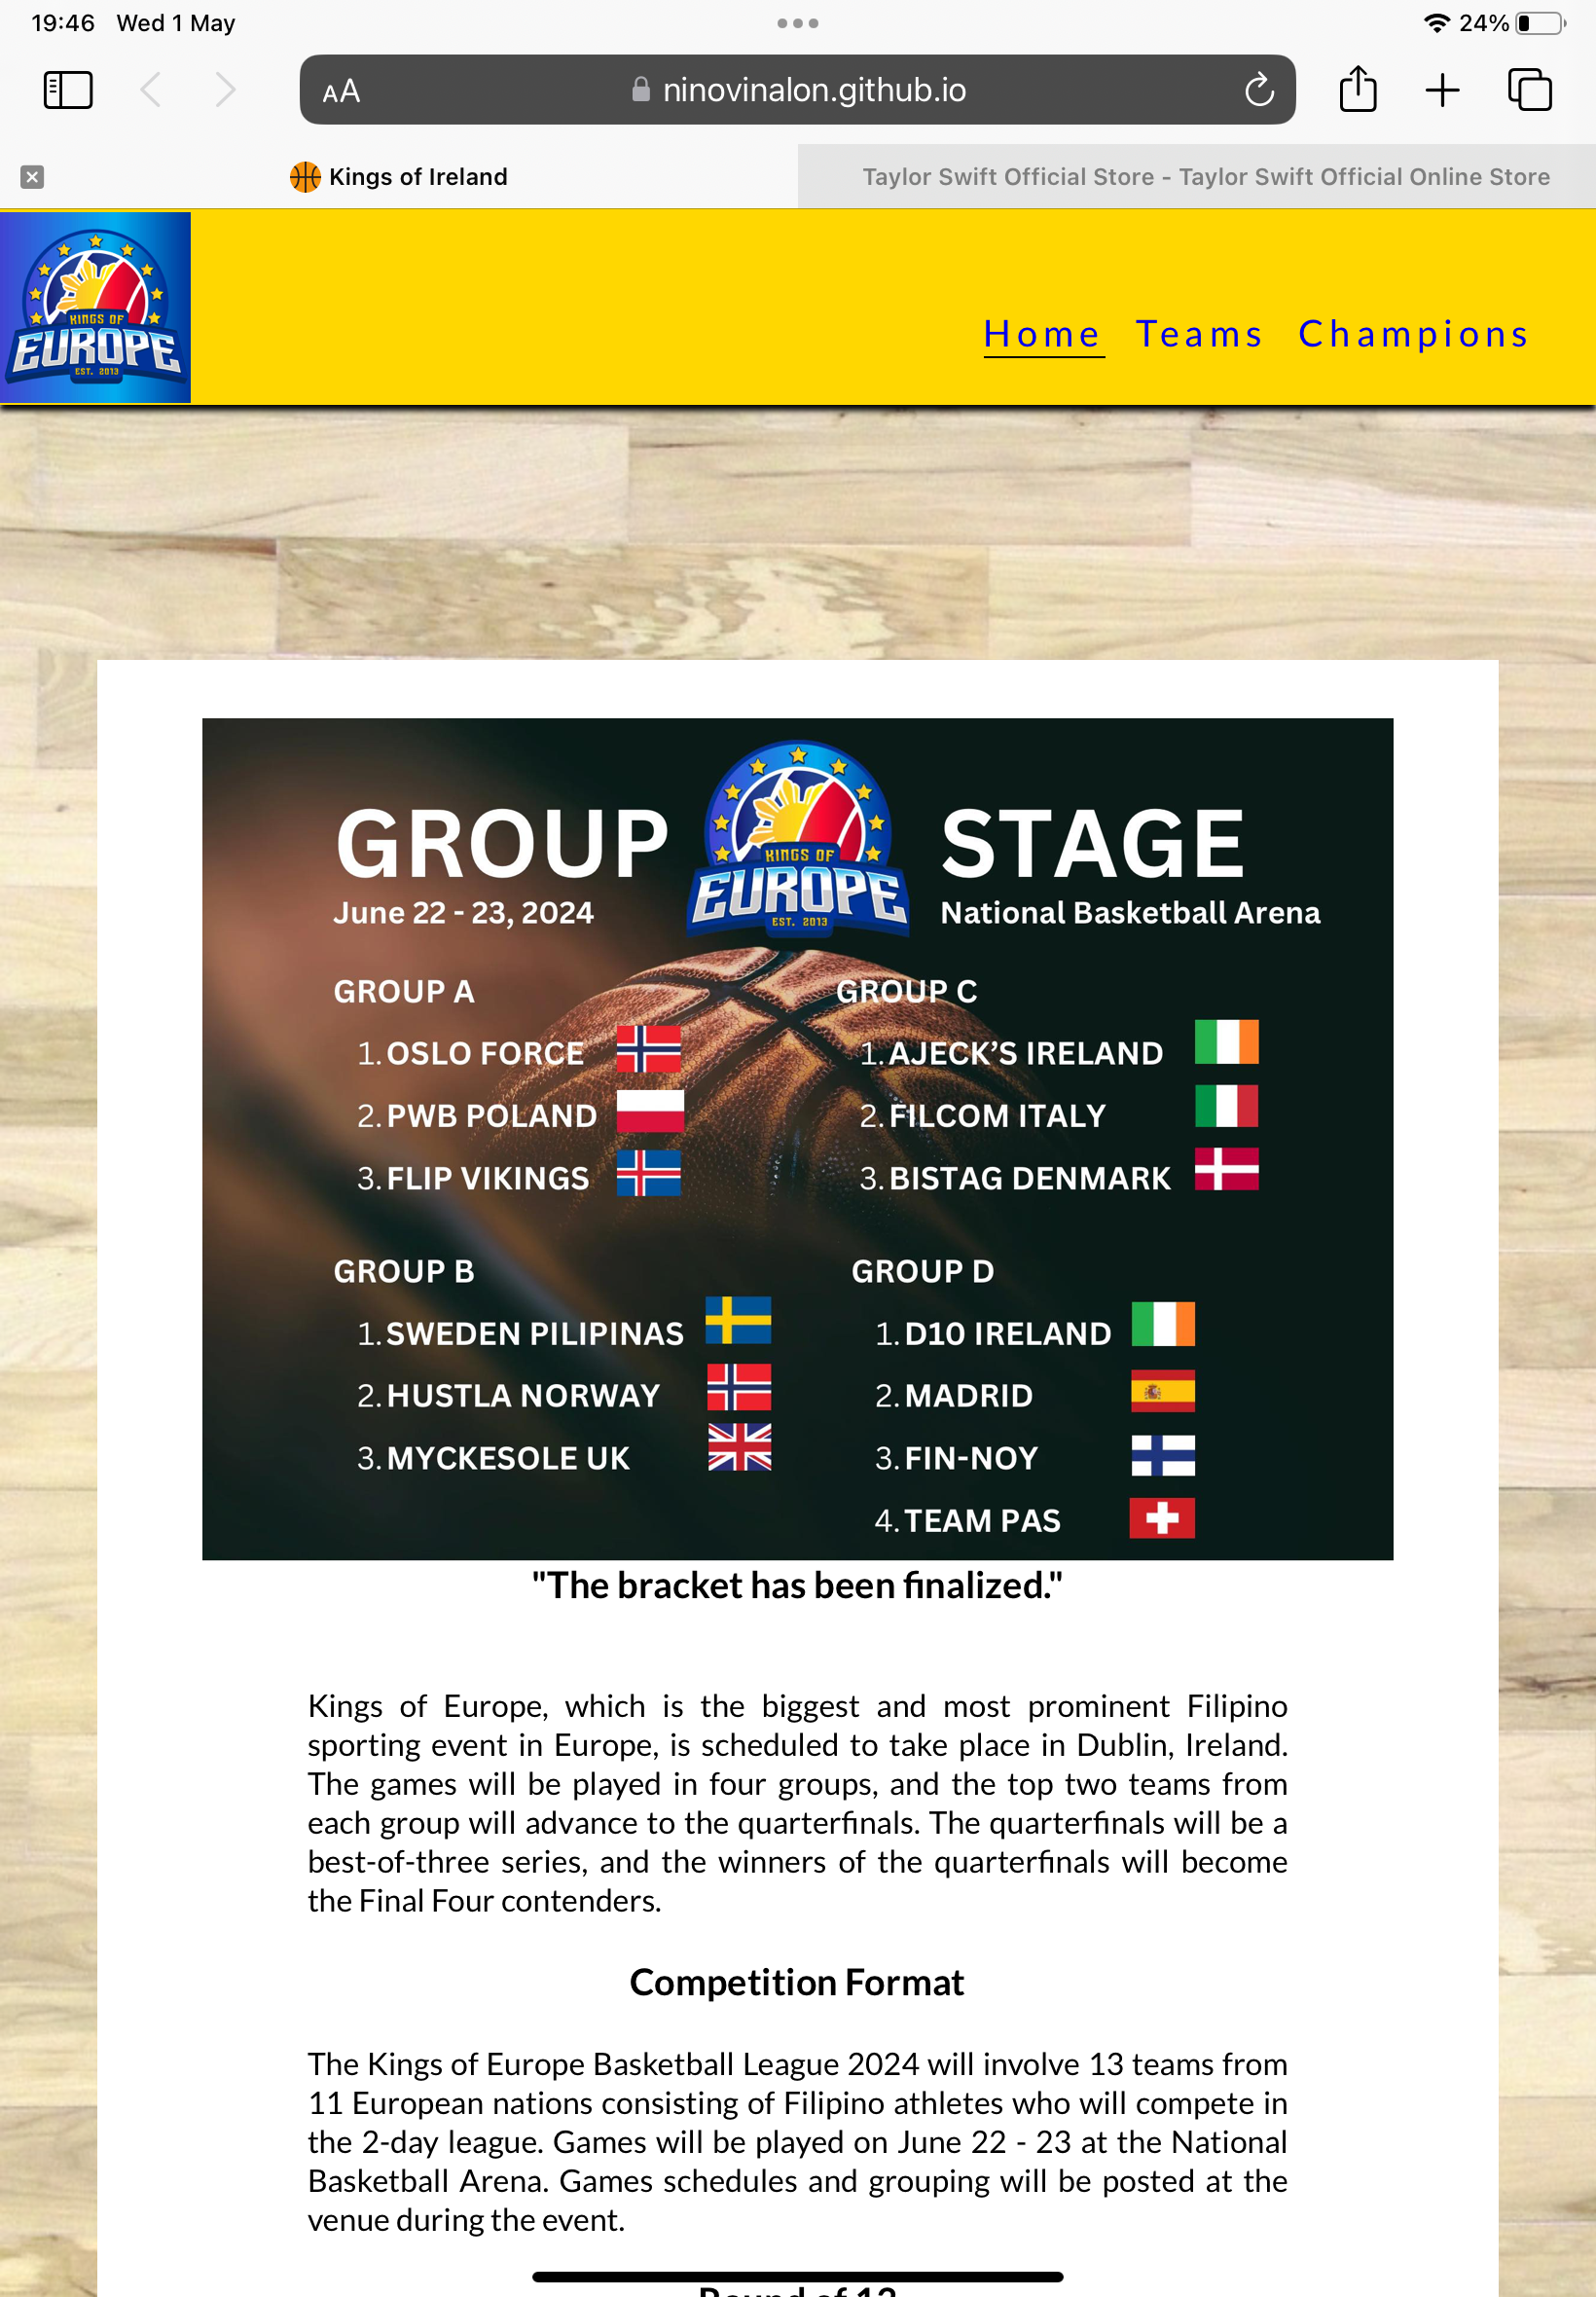 19:46 Wed 1 May
24%
AA
ninovinalon.github.io
Kings of Ireland
Taylor Swift Official Store - Taylor Swift Official Online Store
KINGS OF
EUROPE
EST. 2013
Home Teams Champions
GROUP
STAGE
June 22 - 23, 2024
KINGS OF
EUROPE
EST. 2013
National Basketball Arena
GROUP A
1. OSLO FORCE
2. PWB POLAND
3. FLIP VIKINGS
GROUP C
1. AJECK’S IRELAND
2. FILCOM ITALY
3. BISTAG DENMARK
GROUP B
1. SWEDEN PILIPINAS
2. HUSTLA NORWAY
3. MYCKESOLE UK
GROUP D
1. D10 IRELAND
2. MADRID
3. FIN-NOY
4. TEAM PAS
"The bracket has been finalized."
Kings of Europe, which is the biggest and most prominent Filipino
sporting event in Europe, is scheduled to take place in Dublin, Ireland.
The games will be played in four groups, and the top two teams from
each group will advance to the quarterfinals. The quarterfinals will be a
best-of-three series, and the winners of the quarterfinals will become
the Final Four contenders.
Competition Format
The Kings of Europe Basketball League 2024 will involve 13 teams from
11 European nations consisting of Filipino athletes who will compete in
the 2-day league. Games will be played on June 22 - 23 at the National
Basketball Arena. Games schedules and grouping will be posted at the
venue during the event.
Round of